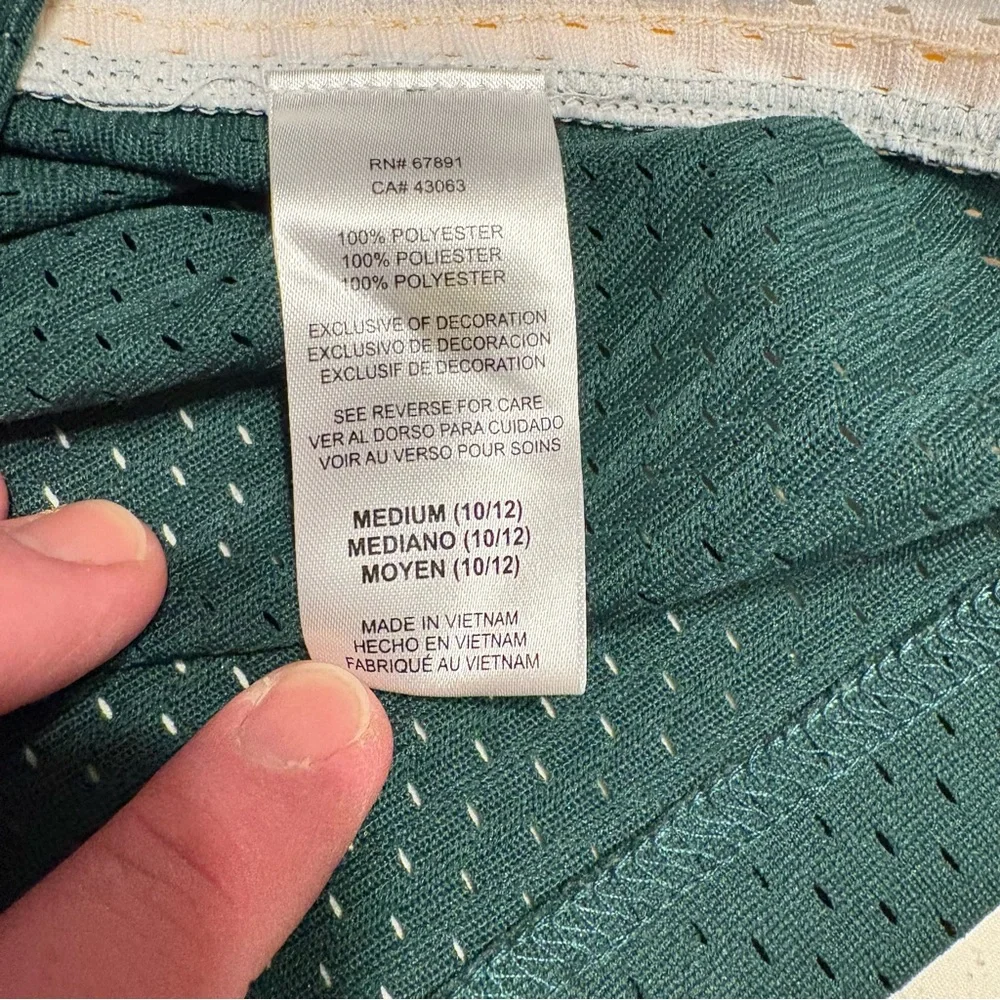 RN# 67891
CA# 43063
100% POLYESTER
100% POLIESTER
100% POLYESTER
EXCLUSIVE OF DECORATION
EXCLUSIVO DE DECORACION
EXCLUSIF DE DECORATION
SEE REVERSE FOR CARE
VER AL DORSO PARA CUIDADO
VOIR AU VERSO POUR SOINS
MEDIUM (10/12)
MEDIANO (10/12)
MOYEN (10/12)
MADE IN VIETNAM
HECHO EN VIETNAM
FABRIQUÉ AU VIETNAM